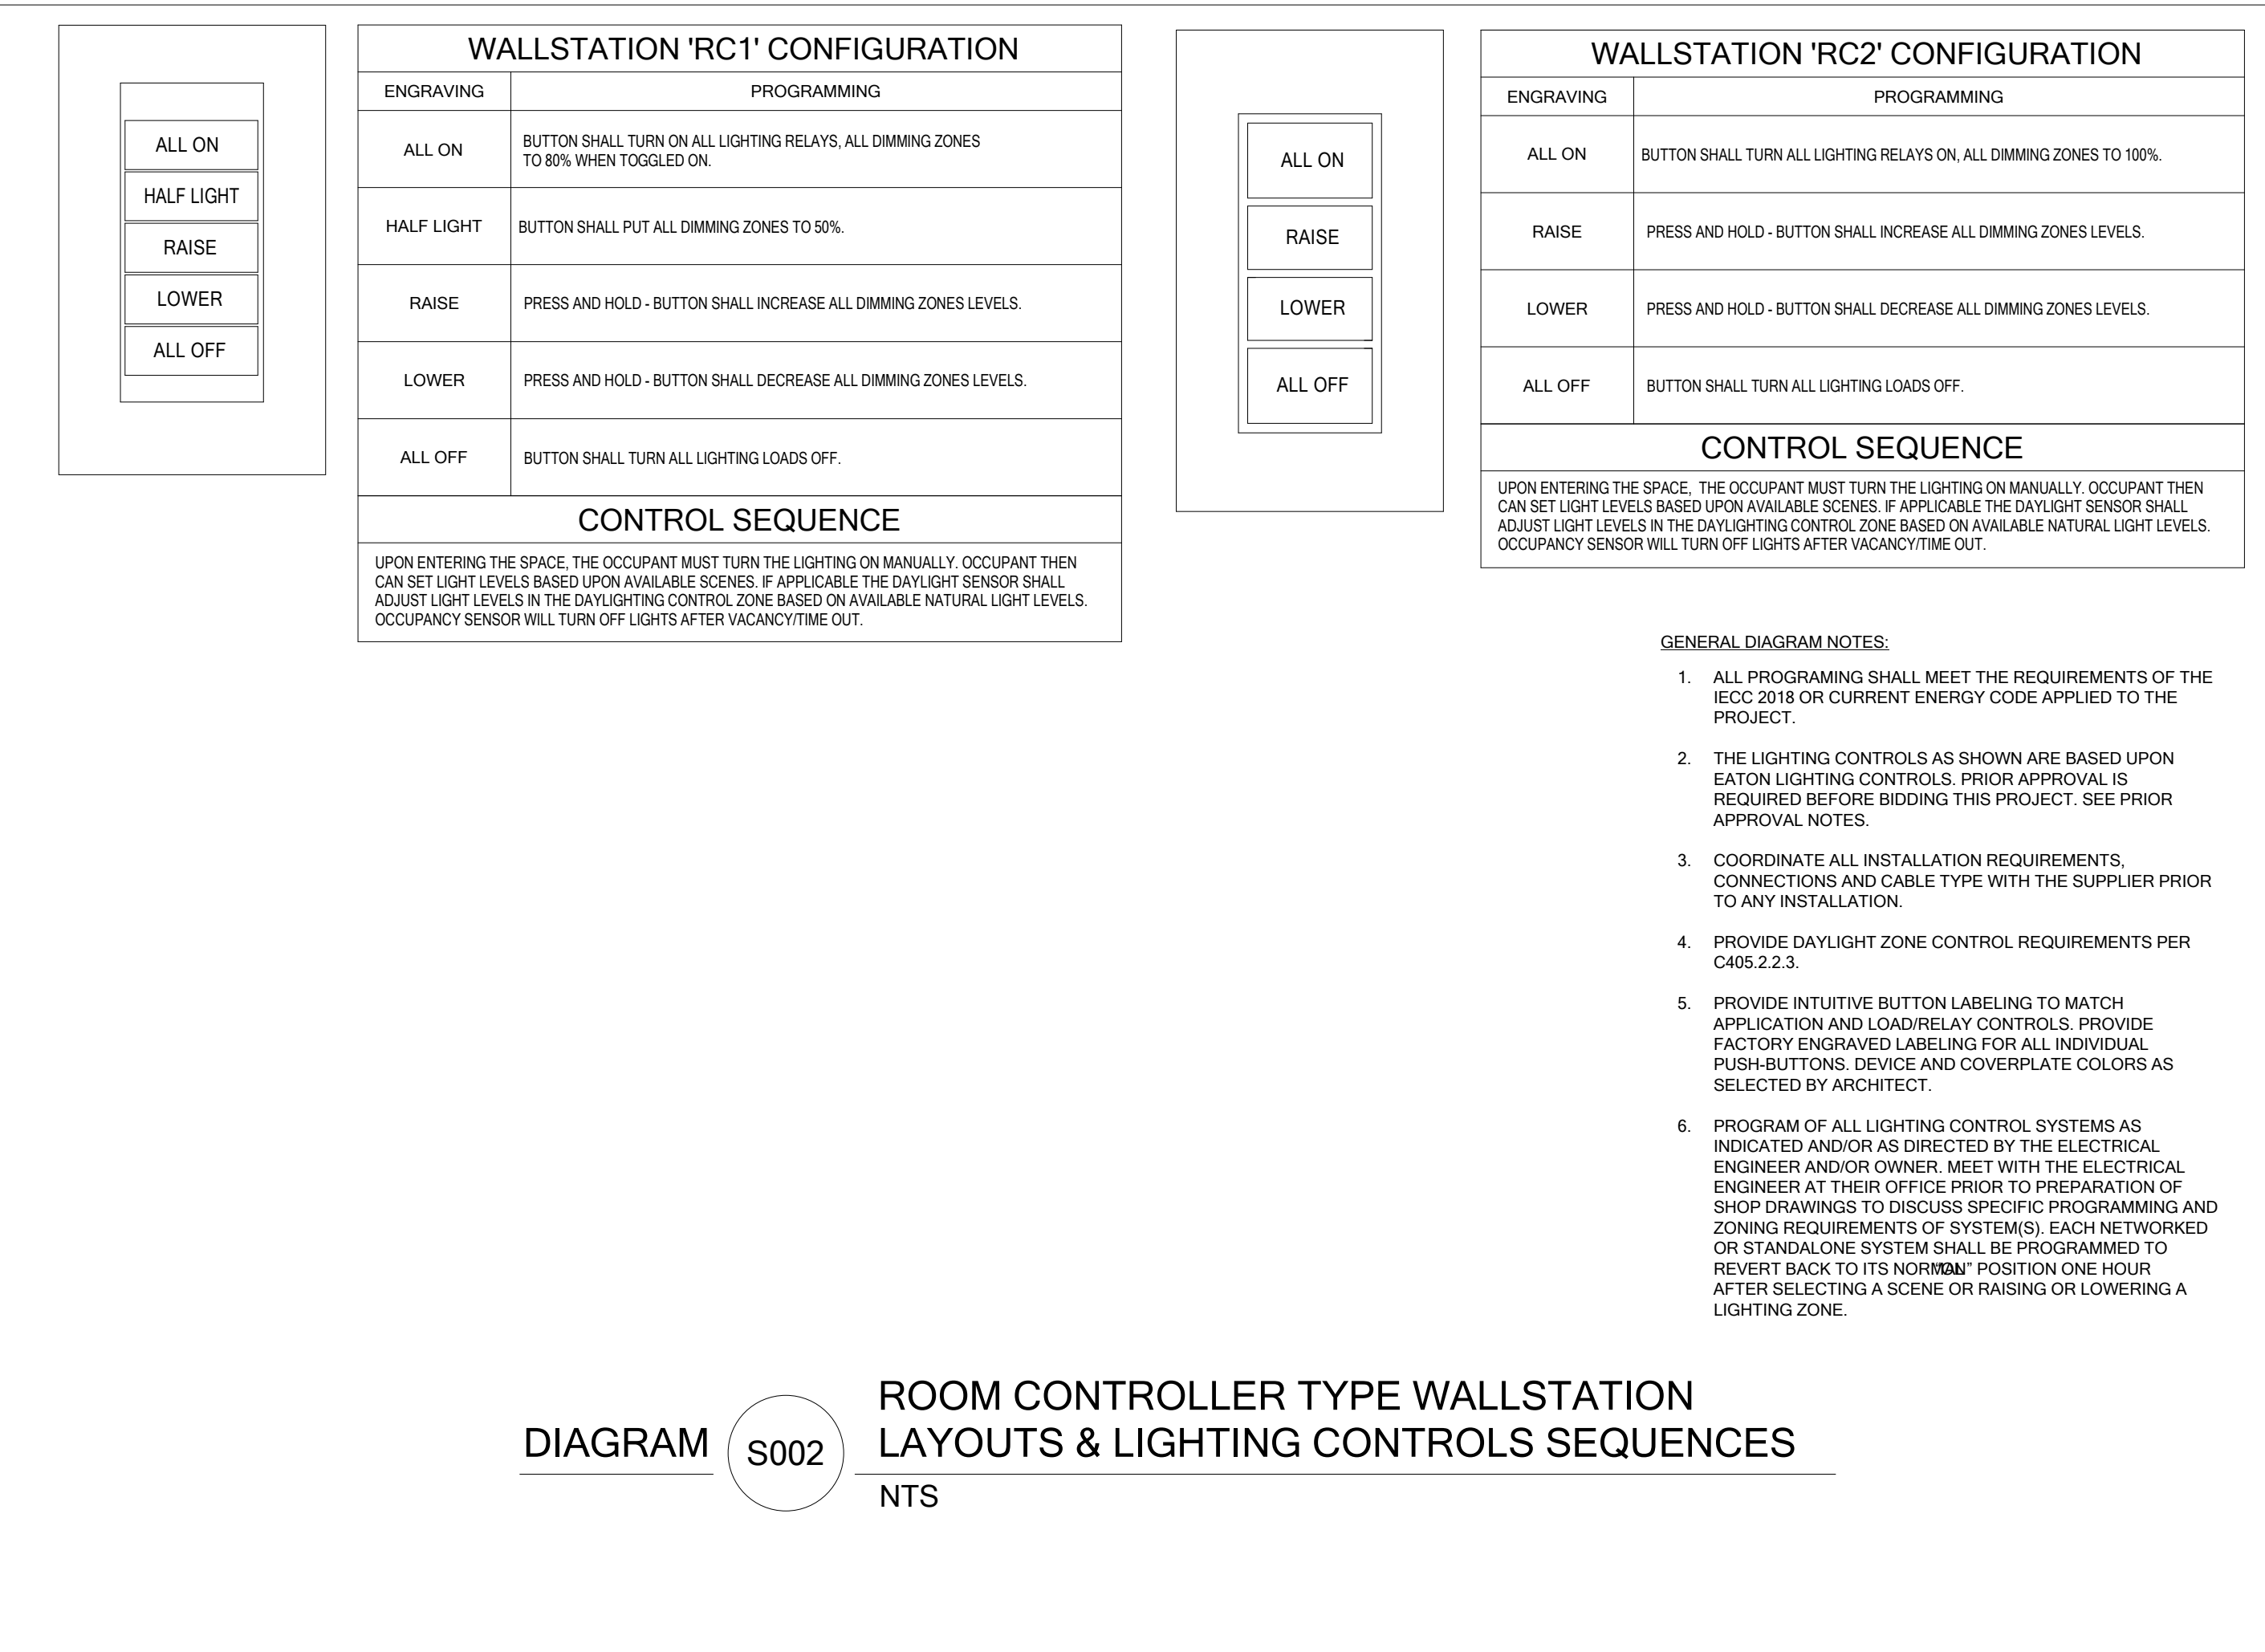 ALL ON
HALF LIGHT
RAISE
LOWER
ALL OFF
WALLSTATION 'RC1' CONFIGURATION
ENGRAVING PROGRAMMING
ALL ON BUTTON SHALL TURN ON ALL LIGHTING RELAYS, ALL DIMMING ZONES
TO 80% WHEN TOGGLED ON.
HALF LIGHT BUTTON SHALL PUT ALL DIMMING ZONES TO 50%.
RAISE PRESS AND HOLD - BUTTON SHALL INCREASE ALL DIMMING ZONES LEVELS.
LOWER PRESS AND HOLD - BUTTON SHALL DECREASE ALL DIMMING ZONES LEVELS.
ALL OFF BUTTON SHALL TURN ALL LIGHTING LOADS OFF.
CONTROL SEQUENCE
UPON ENTERING THE SPACE, THE OCCUPANT MUST TURN THE LIGHTING ON MANUALLY. OCCUPANT THEN
CAN SET LIGHT LEVELS BASED UPON AVAILABLE SCENES. IF APPLICABLE THE DAYLIGHT SENSOR SHALL
ADJUST LIGHT LEVELS IN THE DAYLIGHTING CONTROL ZONE BASED ON AVAILABLE NATURAL LIGHT LEVELS.
OCCUPANCY SENSOR WILL TURN OFF LIGHTS AFTER VACANCY/TIME OUT.
ALL ON
RAISE
LOWER
ALL OFF
WALLSTATION 'RC2' CONFIGURATION
ENGRAVING PROGRAMMING
ALL ON BUTTON SHALL TURN ALL LIGHTING RELAYS ON, ALL DIMMING ZONES TO 100%.
RAISE PRESS AND HOLD - BUTTON SHALL INCREASE ALL DIMMING ZONES LEVELS.
LOWER PRESS AND HOLD - BUTTON SHALL DECREASE ALL DIMMING ZONES LEVELS.
ALL OFF BUTTON SHALL TURN ALL LIGHTING LOADS OFF.
CONTROL SEQUENCE
UPON ENTERING THE SPACE, THE OCCUPANT MUST TURN THE LIGHTING ON MANUALLY. OCCUPANT THEN
CAN SET LIGHT LEVELS BASED UPON AVAILABLE SCENES. IF APPLICABLE THE DAYLIGHT SENSOR SHALL
ADJUST LIGHT LEVELS IN THE DAYLIGHTING CONTROL ZONE BASED ON AVAILABLE NATURAL LIGHT LEVELS.
OCCUPANCY SENSOR WILL TURN OFF LIGHTS AFTER VACANCY/TIME OUT.
GENERAL DIAGRAM NOTES:
1. ALL PROGRAMING SHALL MEET THE REQUIREMENTS OF THE
IECC 2018 OR CURRENT ENERGY CODE APPLIED TO THE
PROJECT.
2. THE LIGHTING CONTROLS AS SHOWN ARE BASED UPON
EATON LIGHTING CONTROLS. PRIOR APPROVAL IS
REQUIRED BEFORE BIDDING THIS PROJECT. SEE PRIOR
APPROVAL NOTES.
3. COORDINATE ALL INSTALLATION REQUIREMENTS,
CONNECTIONS AND CABLE TYPE WITH THE SUPPLIER PRIOR
TO ANY INSTALLATION.
4. PROVIDE DAYLIGHT ZONE CONTROL REQUIREMENTS PER
C405.2.2.3.
5. PROVIDE INTUITIVE BUTTON LABELING TO MATCH
APPLICATION AND LOAD/RELAY CONTROLS. PROVIDE
FACTORY ENGRAVED LABELING FOR ALL INDIVIDUAL
PUSH-BUTTONS. DEVICE AND COVERPLATE COLORS AS
SELECTED BY ARCHITECT.
6. PROGRAM OF ALL LIGHTING CONTROL SYSTEMS AS
INDICATED AND/OR AS DIRECTED BY THE ELECTRICAL
ENGINEER AND/OR OWNER. MEET WITH THE ELECTRICAL
ENGINEER AT THEIR OFFICE PRIOR TO PREPARATION OF
SHOP DRAWINGS TO DISCUSS SPECIFIC PROGRAMMING AND
ZONING REQUIREMENTS OF SYSTEM(S). EACH NETWORKED
OR STANDALONE SYSTEM SHALL BE PROGRAMMED TO
REVERT BACK TO ITS NORMAL “ON” POSITION ONE HOUR
AFTER SELECTING A SCENE OR RAISING OR LOWERING A
LIGHTING ZONE.
DIAGRAM S002
ROOM CONTROLLER TYPE WALLSTATION
LAYOUTS & LIGHTING CONTROLS SEQUENCES
NTS